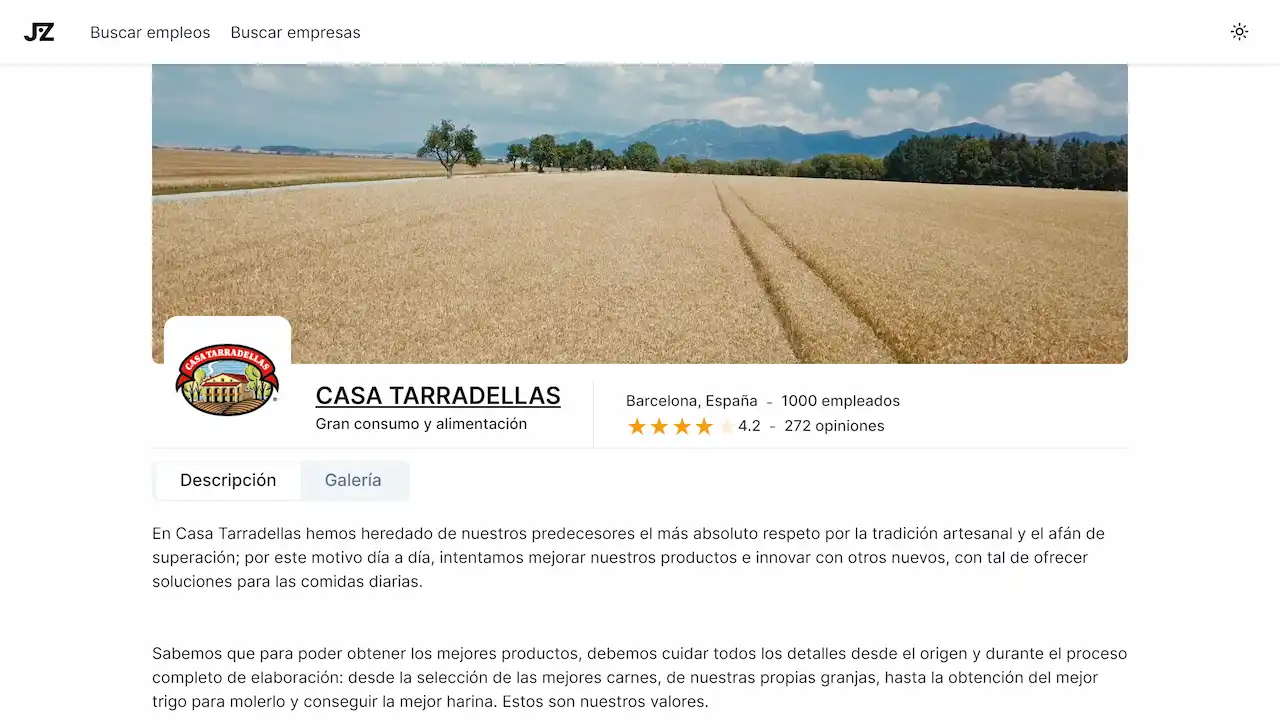 JZ
Buscar empleos
Buscar empresas
CASA TARRADELLAS
CASA TARRADELLAS
Gran consumo y alimentación
Barcelona, España - 1000 empleados
4.2 - 272 opiniones
Descripción
Galería
En Casa Tarradellas hemos heredado de nuestros predecesores el más absoluto respeto por la tradición artesanal y el afán de
superación; por este motivo día a día, intentamos mejorar nuestros productos e innovar con otros nuevos, con tal de ofrecer
soluciones para las comidas diarias.
Sabemos que para poder obtener los mejores productos, debemos cuidar todos los detalles desde el origen y durante el proceso
completo de elaboración: desde la selección de las mejores carnes, de nuestras propias granjas, hasta la obtención del mejor
trigo para molerlo y conseguir la mejor harina. Estos son nuestros valores.